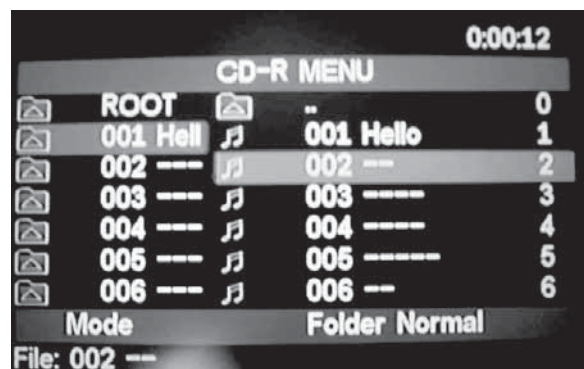 0:00:12
CD-R MENU
ROOT .. 0
001 Hell 001 Hello 1
002 --- 002 -- 2
003 --- 003 ---- 3
004 --- 004 ---- 4
005 --- 005 ----- 5
006 --- 006 -- 6
Mode Folder Normal
File: 002 --